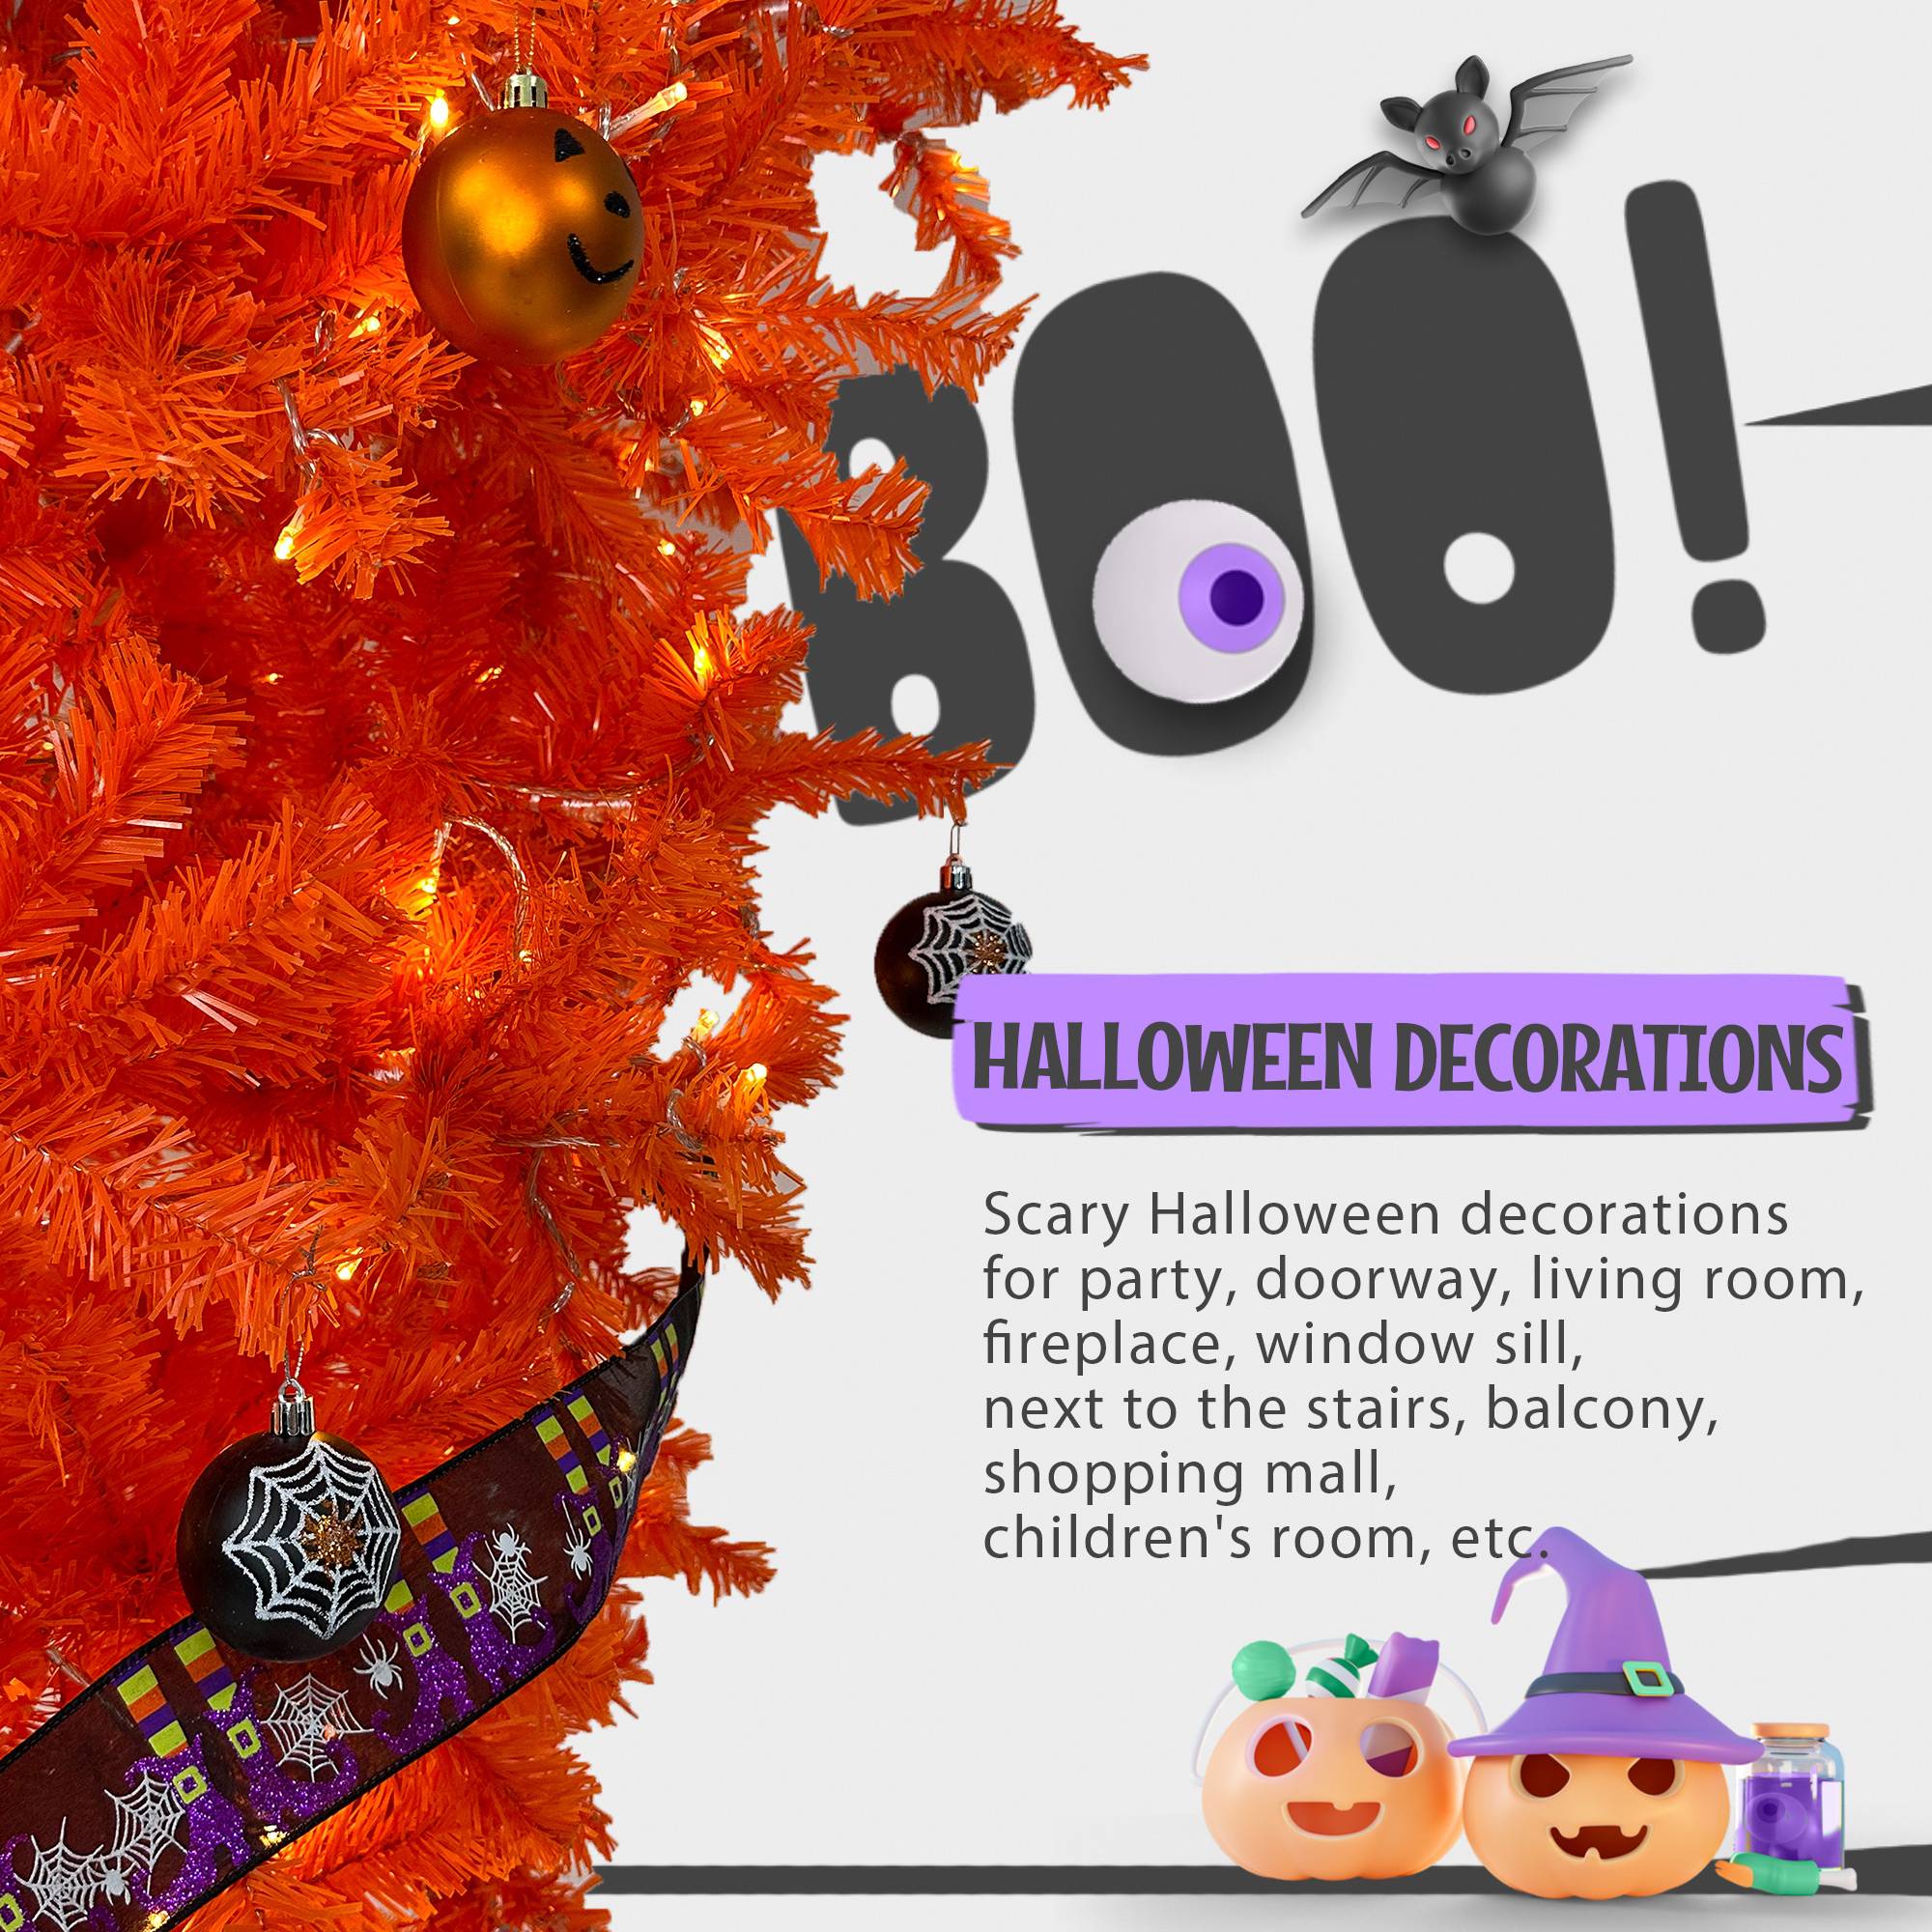 BOO!
HALLOWEEN DECORATIONS
Scary Halloween decorations
for party, doorway, living room,
fireplace, window sill,
next to the stairs, balcony,
shopping mall,
children's room, etc.